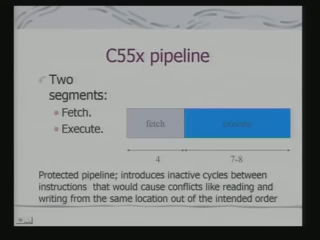 C55x pipeline
Two
segments:
Fetch.
Execute.
fetch
execute
4
7-8
Protected pipeline; introduces inactive cycles between
instructions that would cause conflicts like reading and
writing from the same location out of the intended order